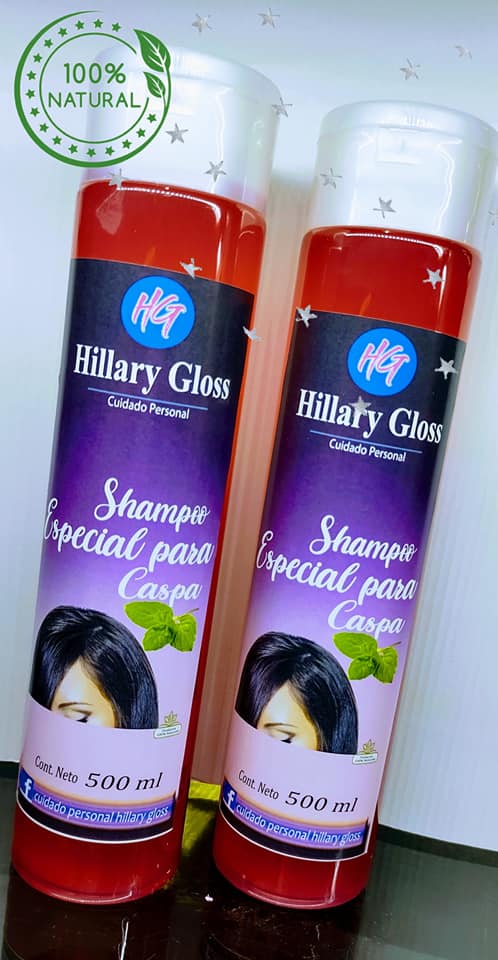 100%
NATURAL
HG
Hillary Gloss
Cuidado Personal
Shampoo
Especial para
Caspa
Cont. Neto 500 ml
cuidado personal hillary gloss.
HG
Hillary Gloss
Cuidado Personal
Shampoo
Especial para
Caspa
Cont. Neto 500 ml
cuidado personal hillary gloss.